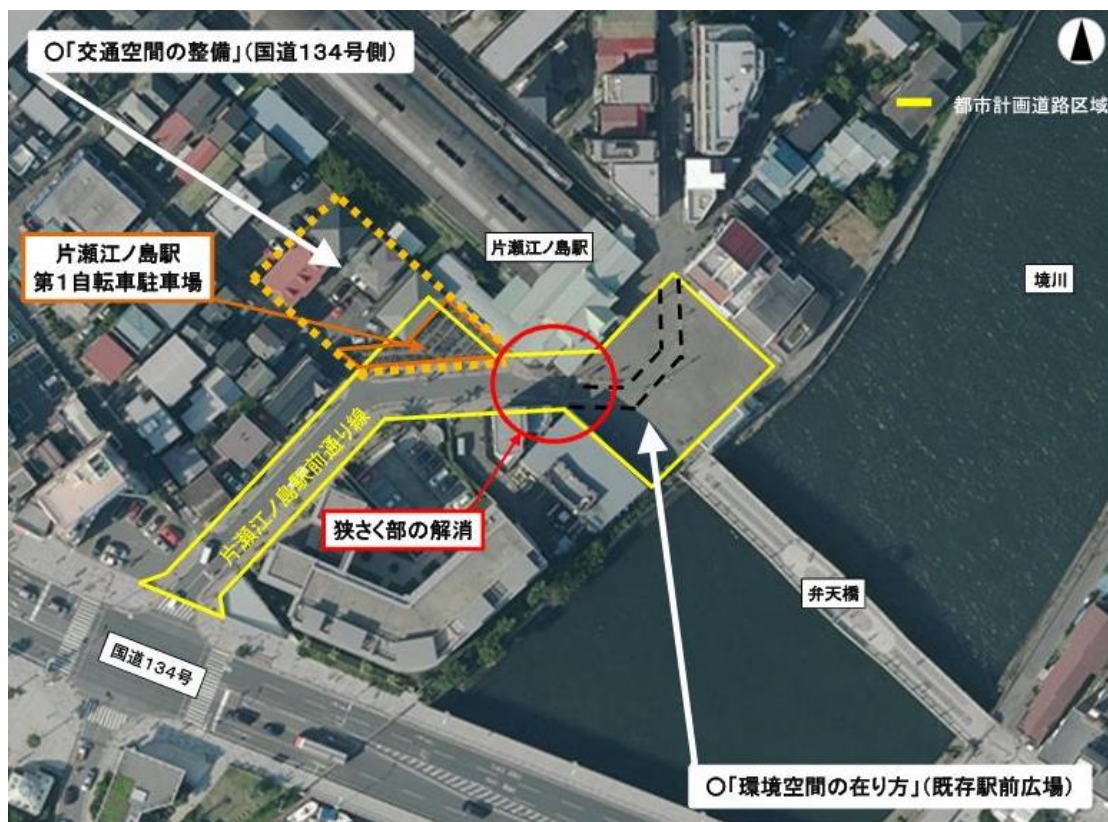 〇「交通空間の整備」(国道134号側)
都市計画道路区域
片瀬江ノ島駅
第1自転車駐車場
片瀬江ノ島駅
境川
片瀬江ノ島駅前通り線
狭さく部の解消
弁天橋
国道134号
〇「環境空間の在り方」(既存駅前広場)